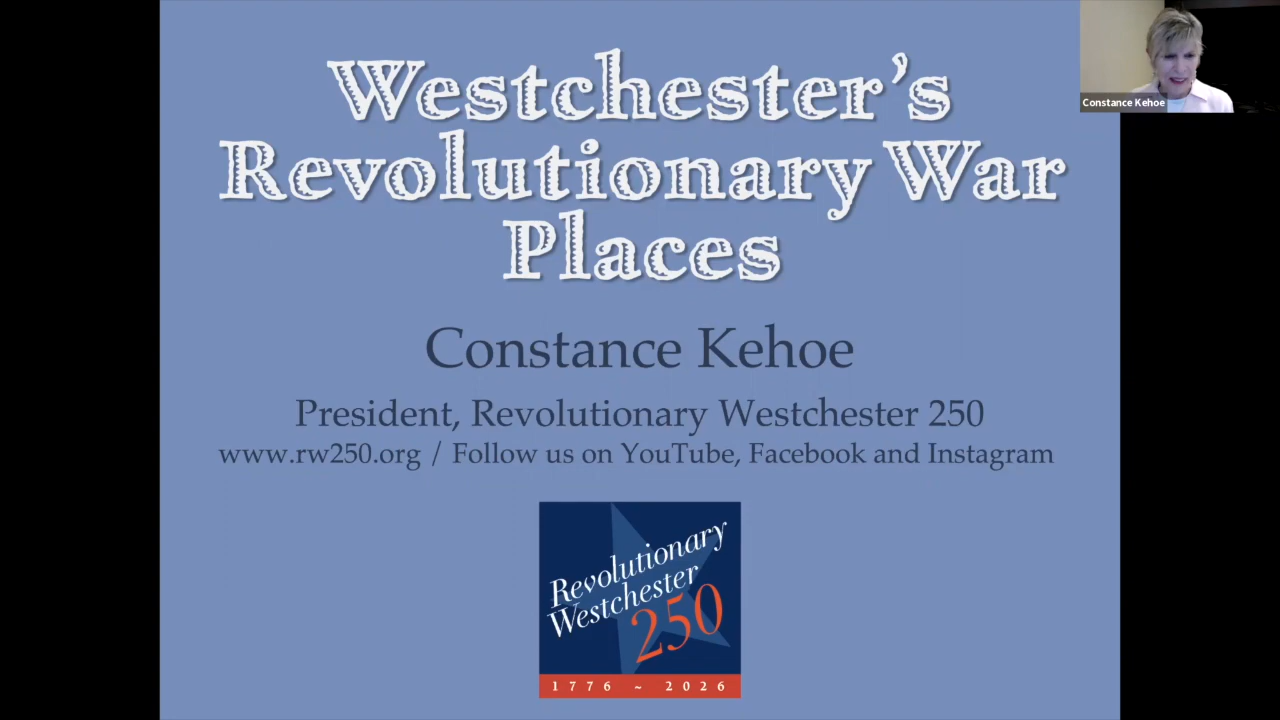 Westchester's
Revolutionary War
Places
Constance Kehoe
President, Revolutionary Westchester 250
www.rw250.org / Follow us on YouTube, Facebook and Instagram
Revolutionary
Westchester
250
1776 ~ 2026
Constance Kehoe